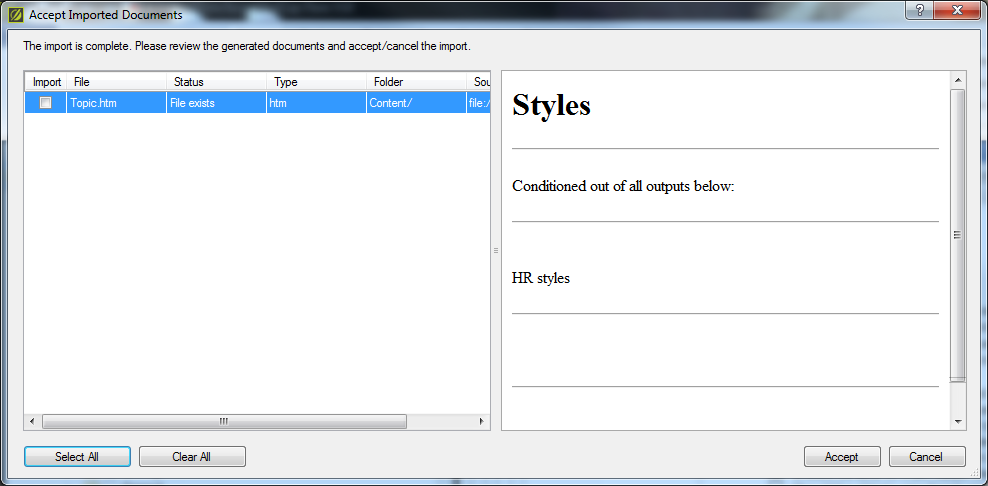 Accept Imported Documents
The import is complete. Please review the generated documents and accept/cancel the import.
Import File Status Type Folder Sou
Topic.htm File exists htm Content/ file:/
Styles
Conditioned out of all outputs below:
HR styles
Select All Clear All Accept Cancel